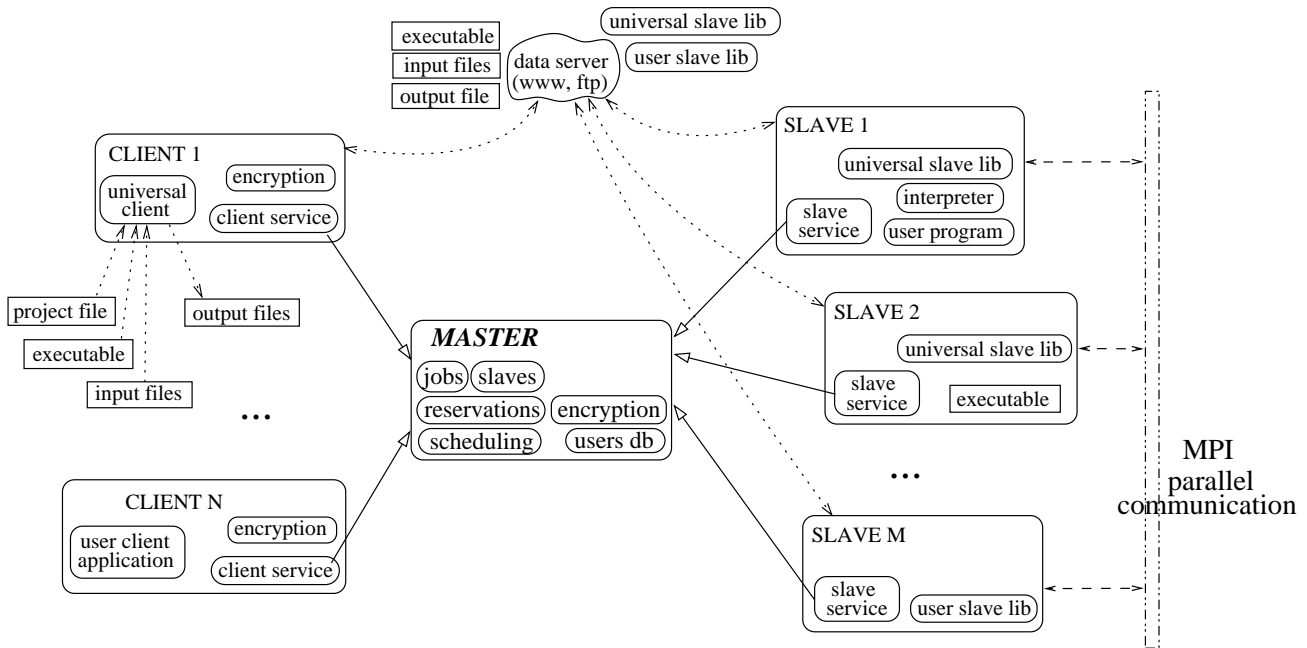 universal slave lib
executable
user slave lib
input files
data server
(www, ftp)
output file
CLIENT 1
encryption
universal
client
client service
project file
output files
executable
input files
...
CLIENT N
encryption
user client
application
client service
MASTER
jobs
slaves
reservations
encryption
scheduling
users db
SLAVE 1
universal slave lib
interpreter
slave
service
user program
SLAVE 2
universal slave lib
slave
service
executable
...
SLAVE M
slave
service
user slave lib
MPI
parallel
communication